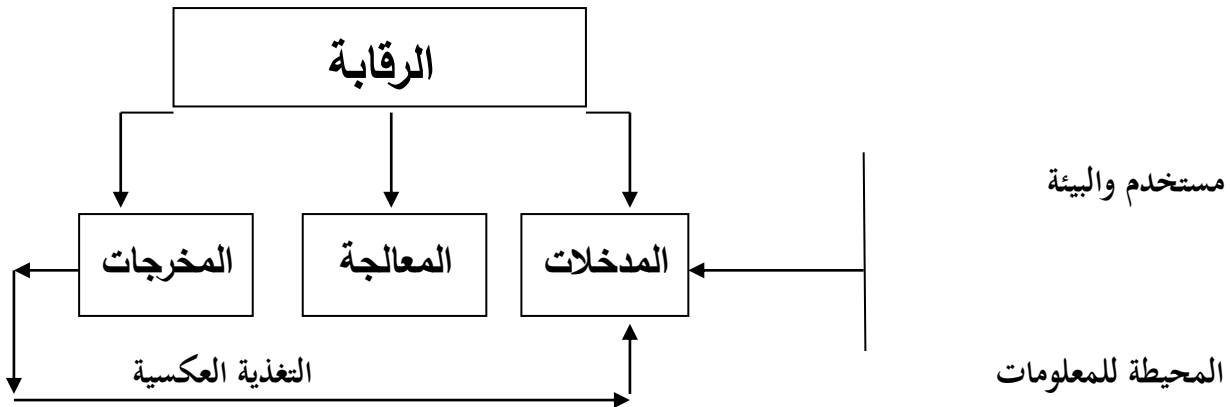 الرقابة
مستخدم والبيئة
المدخلات
المعالجة
المخرجات
المحيطة للمعلومات
التغذية العكسية